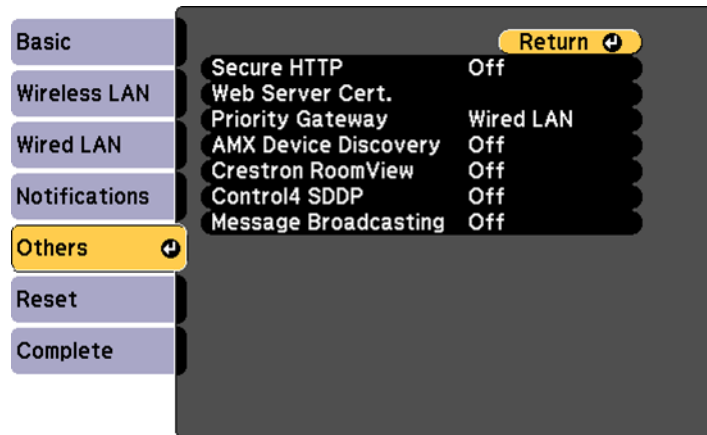 Basic
Wireless LAN
Wired LAN
Notifications
Others
Reset
Complete
Return
Secure HTTP Off
Web Server Cert.
Priority Gateway Wired LAN
AMX Device Discovery Off
Crestron RoomView Off
Control4 SDDP Off
Message Broadcasting Off